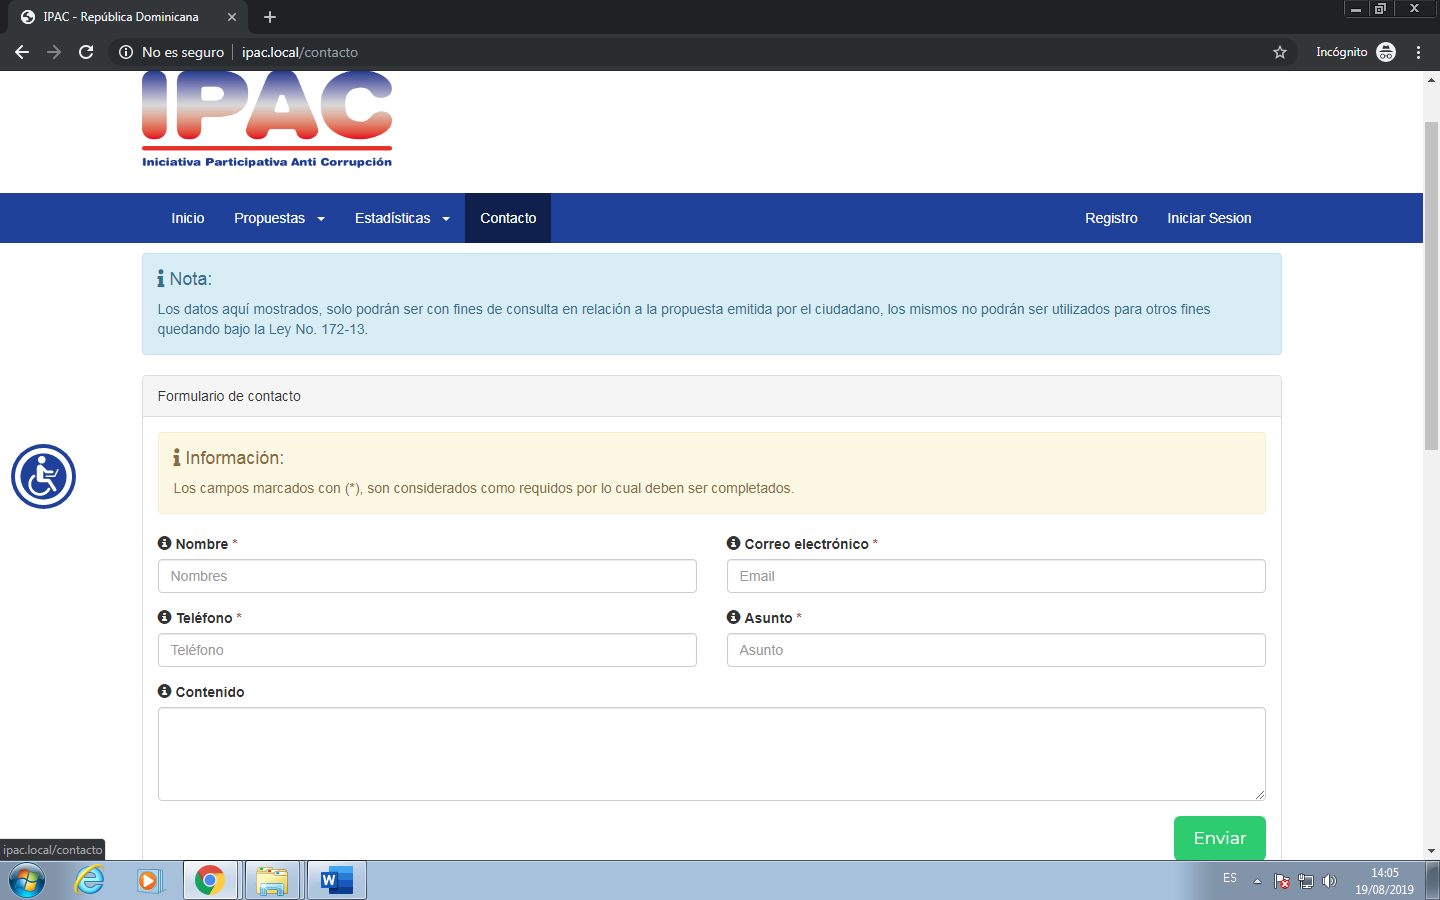 IPAC - República Dominicana
No es seguro
ipac.local/contacto
Incógnito
IPAC
Iniciativa Participativa Anti Corrupción
Inicio
Propuestas
Estadísticas
Contacto
Registro
Iniciar Sesion
Nota:
Los datos aquí mostrados, solo podrán ser con fines de consulta en relación a la propuesta emitida por el ciudadano, los mismos no podrán ser utilizados para otros fines
quedando bajo la Ley No. 172-13.
Formulario de contacto
Información:
Los campos marcados con (*), son considerados como requidos por lo cual deben ser completados.
Nombre *
Correo electrónico *
Nombres
Email
Teléfono *
Asunto *
Teléfono
Asunto
Contenido
Enviar
ipac.local/contacto
ES
14:05
19/08/2019